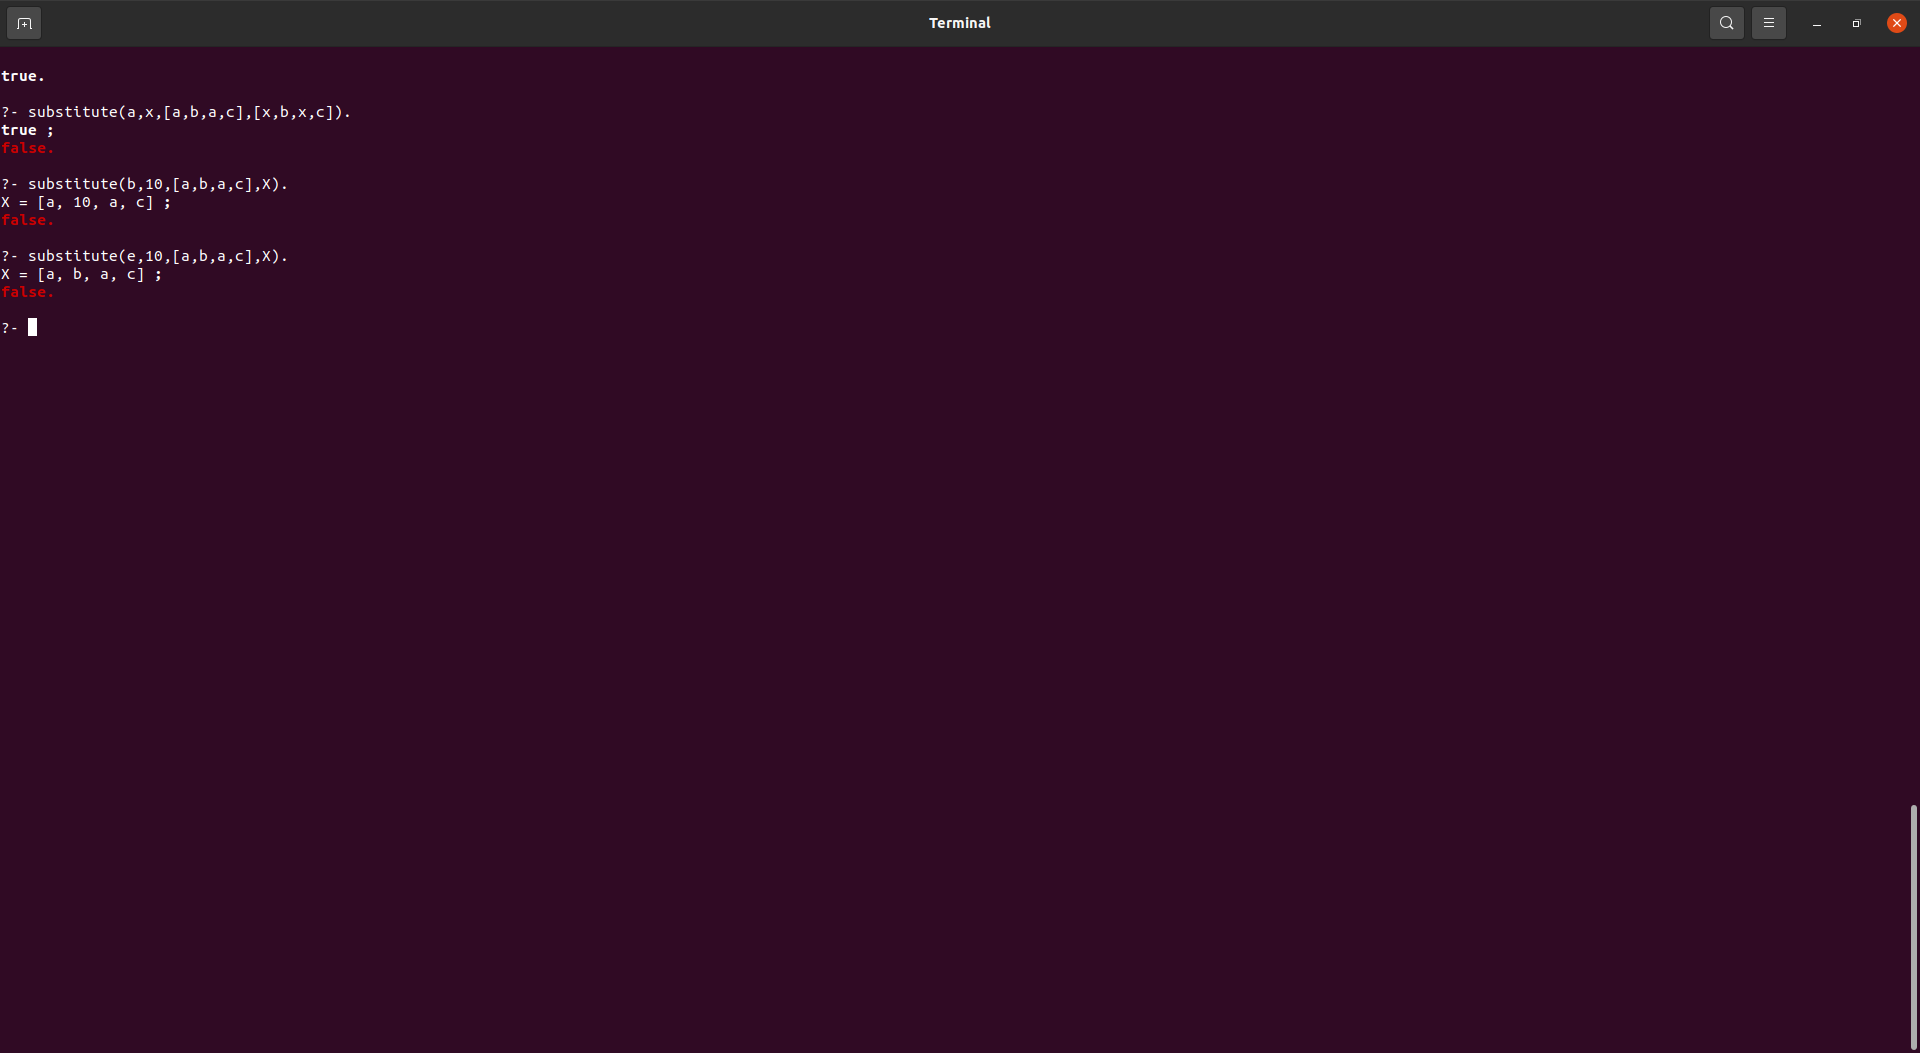 Terminal
true.
?- substitute(a,x,[a,b,a,c],[x,b,x,c]).
true ;
false.
?- substitute(b,10,[a,b,a,c],X).
X = [a, 10, a, c] ;
false.
?- substitute(e,10,[a,b,a,c],X).
X = [a, b, a, c] ;
false.
?-